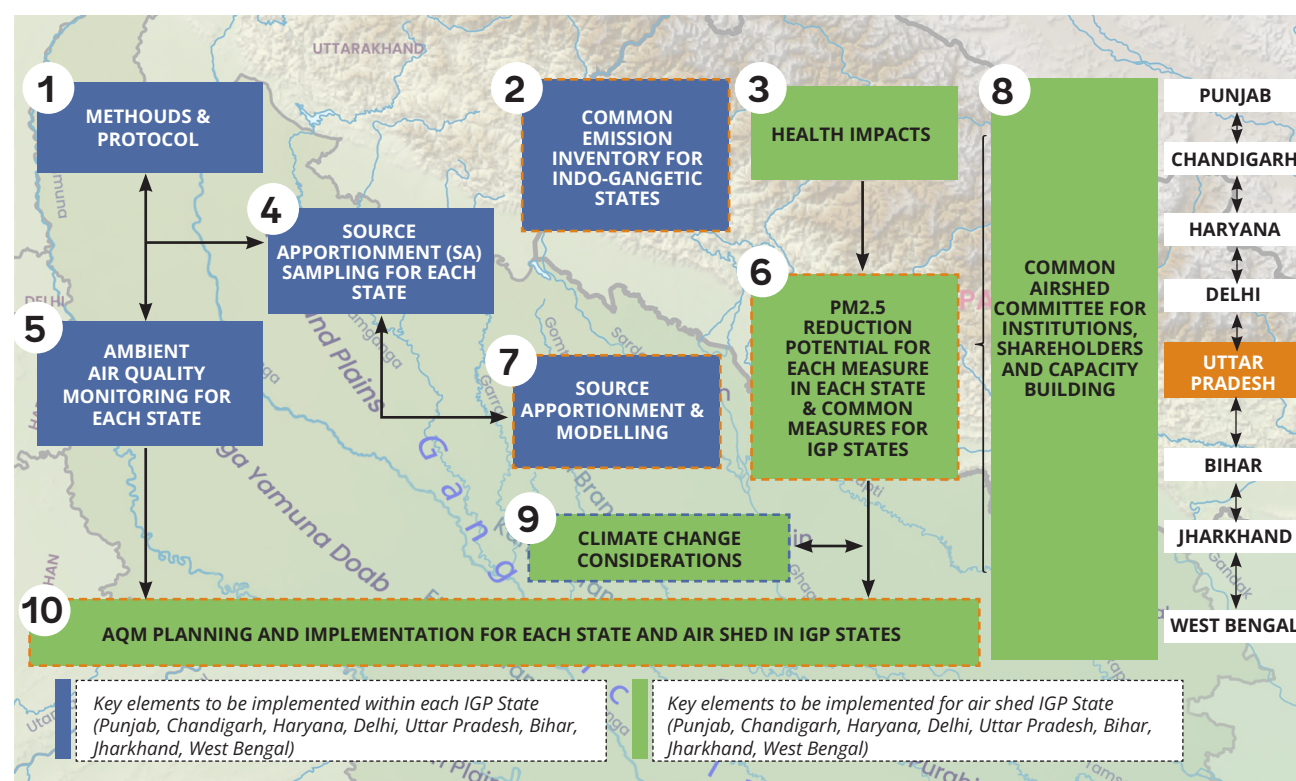 UTTARAKHAND
1
METHOUDS &
PROTOCOL
2
COMMON
EMISSION
INVENTORY FOR
INDO-GANGETIC
STATES
3
HEALTH IMPACTS
4
SOURCE
APPORTIONMENT (SA)
SAMPLING FOR EACH
STATE
5
AMBIENT
AIR QUALITY
MONITORING FOR
EACH STATE
6
PM2.5
REDUCTION
POTENTIAL FOR
EACH MEASURE
IN EACH STATE
& COMMON
MEASURES FOR
IGP STATES
7
SOURCE
APPORTIONMENT &
MODELLING
8
COMMON
AIRSHED
COMMITTEE FOR
INSTITUTIONS,
SHAREHOLDERS
AND CAPACITY
BUILDING
PUNJAB
CHANDIGARH
HARYANA
DELHI
UTTAR
PRADESH
BIHAR
JHARKHAND
WEST BENGAL
9
CLIMATE CHANGE
CONSIDERATIONS
10
AQM PLANNING AND IMPLEMENTATION FOR EACH STATE AND AIR SHED IN IGP STATES
Key elements to be implemented within each IGP State
(Punjab, Chandigarh, Haryana, Delhi, Uttar Pradesh, Bihar,
Jharkhand, West Bengal)
Key elements to be implemented for air shed IGP State
(Punjab, Chandigarh, Haryana, Delhi, Uttar Pradesh, Bihar,
Jharkhand, West Bengal)
DELHI
Plains
Yamuna Doab
Gandak